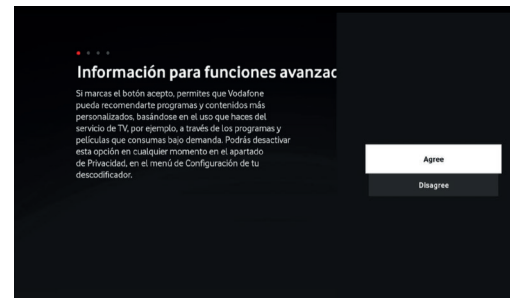 Información para funciones avanzad
Si marcas el botón acepto, permites que Vodafone
pueda recomendarte programas y contenidos más
personalizados, basándose en el uso que haces del
servicio de TV, por ejemplo, a través de los programas y
películas que consumas bajo demanda. Podrás desactivar
esta opción en cualquier momento en el apartado
de Privacidad, en el menú de Configuración de tu
descodificador.
Agree
Disagree